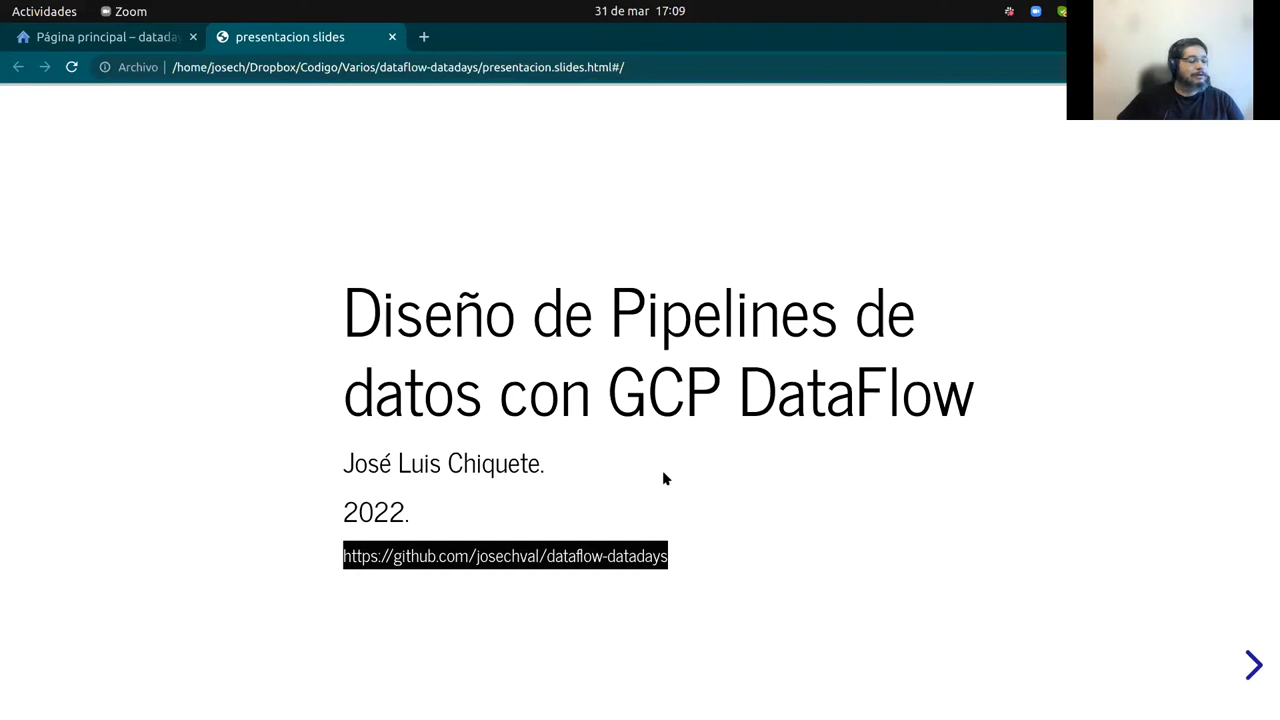 Actividades Zoom 31 de mar 17:09
Página principal – datada presentacion slides
Archivo /home/josech/Dropbox/Codigo/Varios/dataflow-datadays/presentacion.slides.html#/
Diseño de Pipelines de
datos con GCP DataFlow
José Luis Chiquete.
2022.
https://github.com/josechval/dataflow-datadays